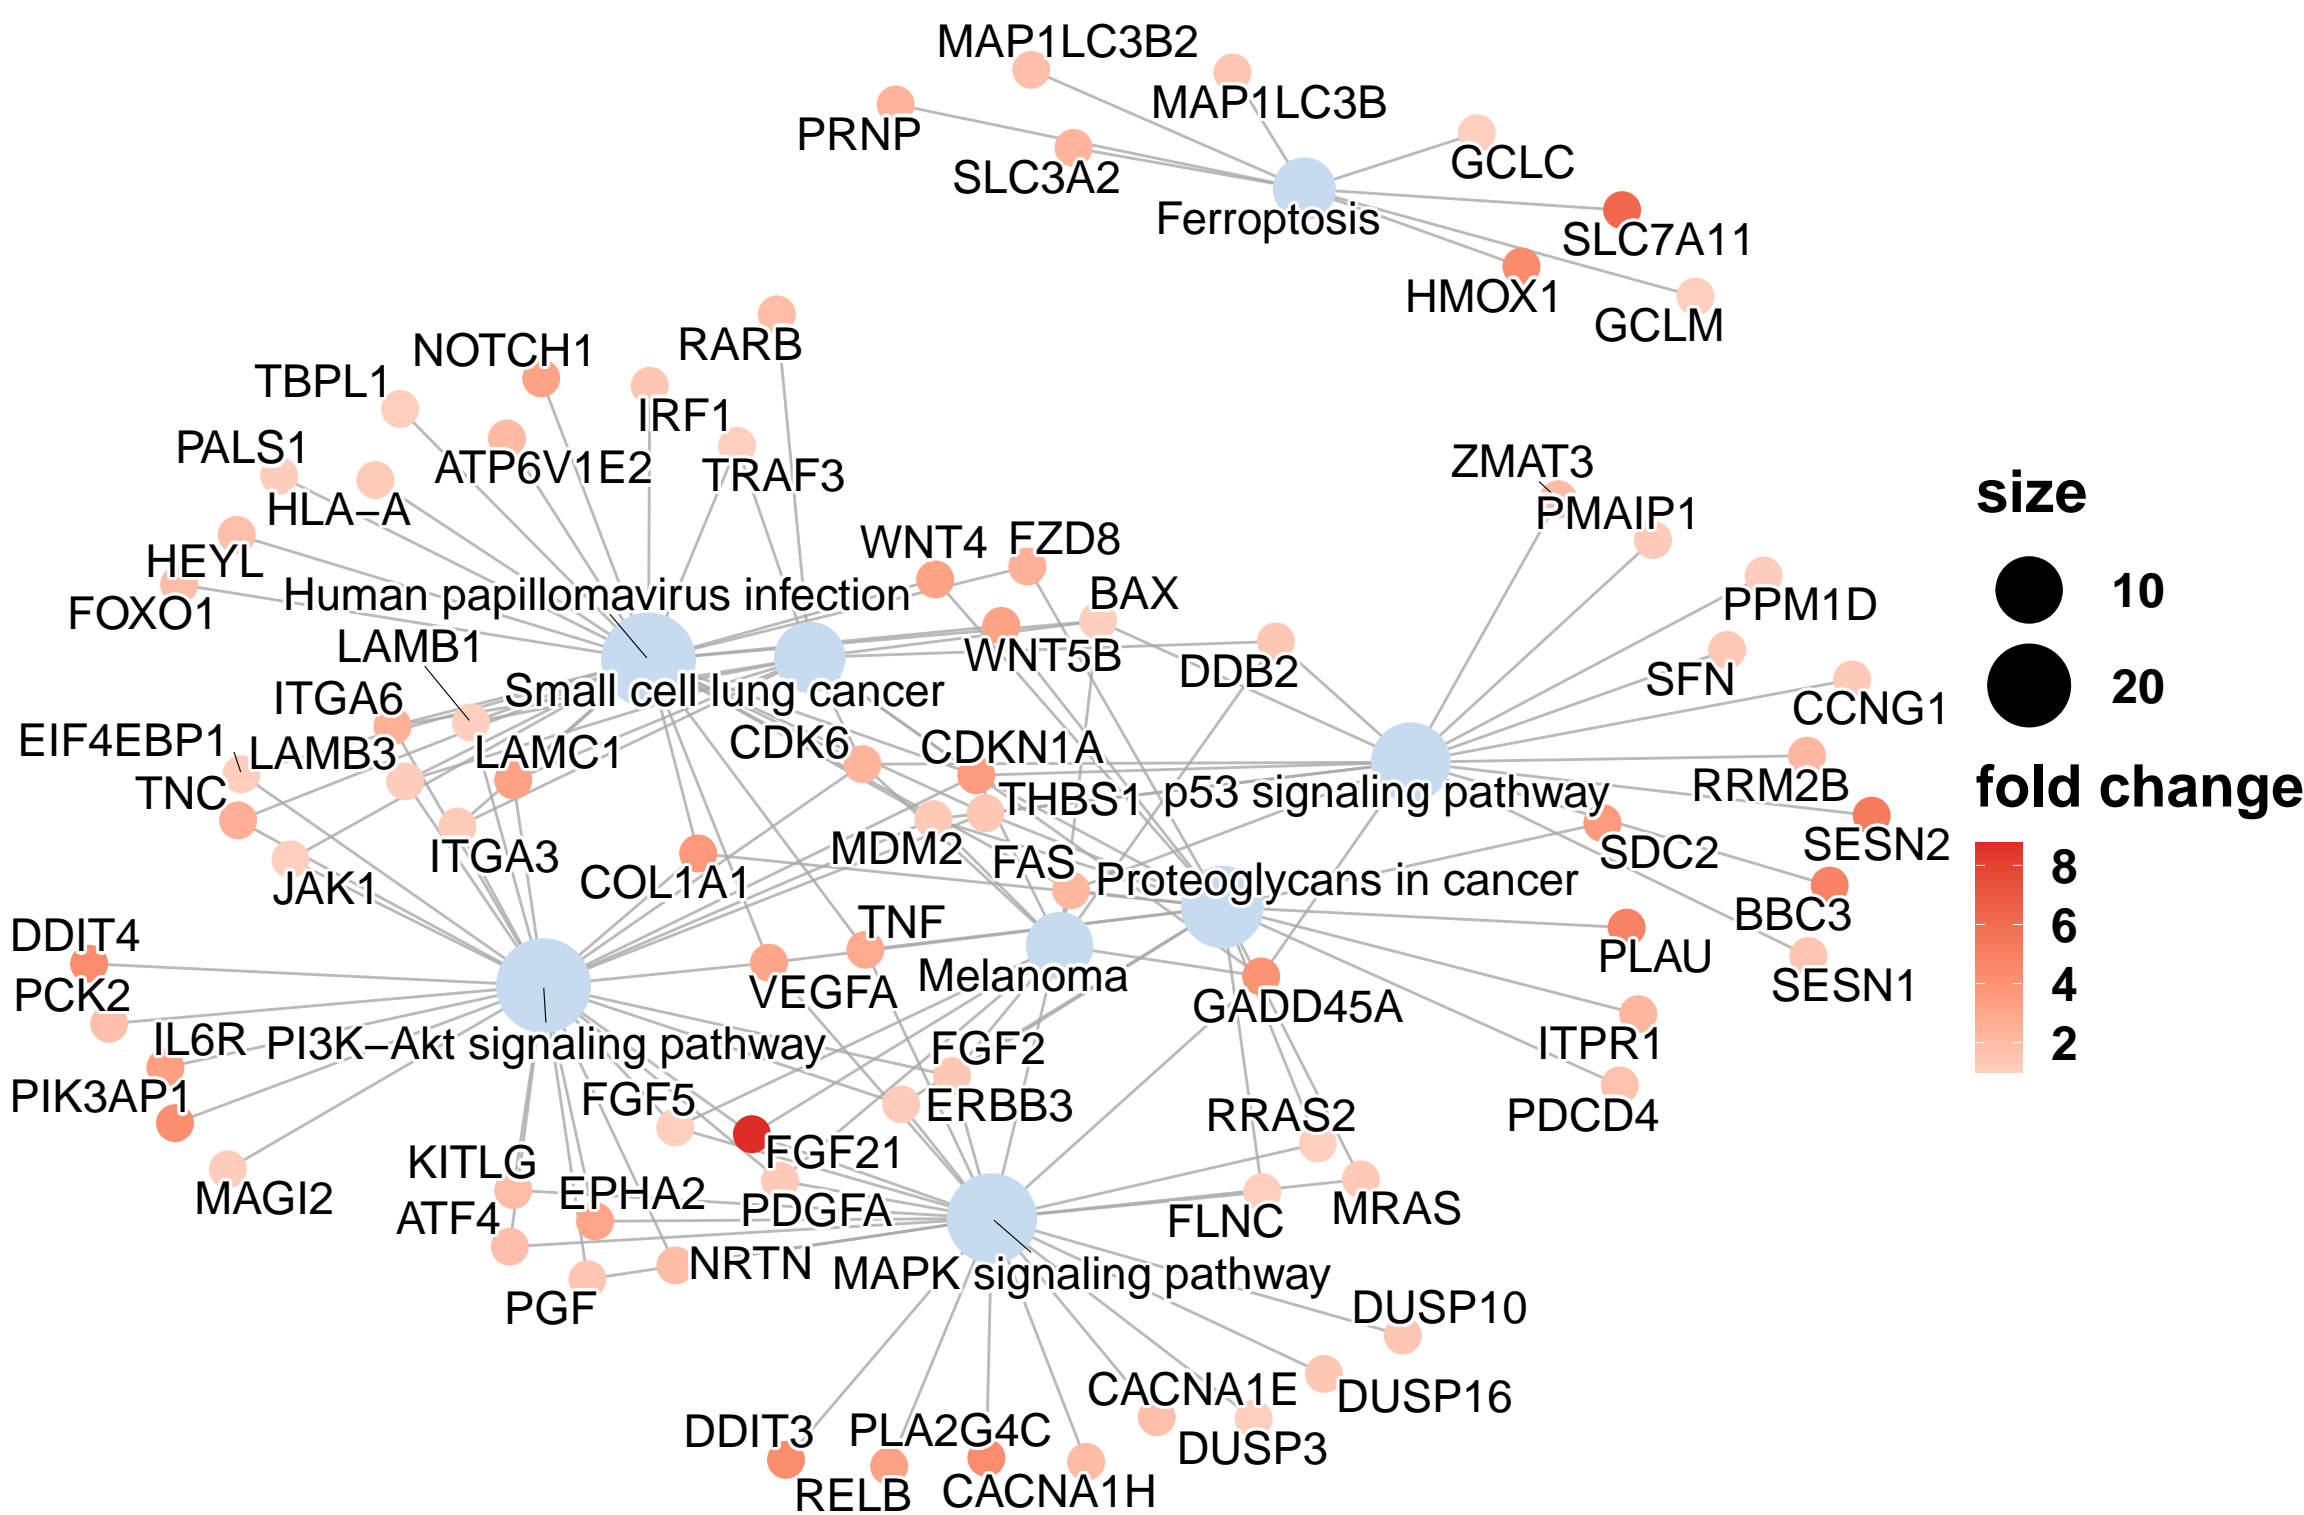 MAP1LC3B2
MAP1LC3B
PRNP
SLC3A2
GCLC
Ferroptosis
SLC7A11
HMOX1
GCLM
RARB
NOTCH1
TBPL1
IRF1
PALS1
ATP6V1E2
TRAF3
HLA−A
ZMAT3
PMAIP1
size
10
20
WNT4
FZD8
HEYL
FOXO1
Human papillomavirus infection
BAX
PPM1D
LAMB1
WNT5B
DDB2
SFN
ITGA6
Small cell lung cancer
CCNG1
EIF4EBP1
LAMB3
LAMC1
CDK6
CDKN1A
TNC
THBS1
p53 signaling pathway
RRM2B
fold change
8
6
4
2
ITGA3
MDM2
FAS
SDC2
SESN2
JAK1
COL1A1
Proteoglycans in cancer
DDIT4
TNF
BBC3
PLAU
PCK2
VEGFA
Melanoma
GADD45A
SESN1
IL6R
PI3K−Akt signaling pathway
FGF2
ITPR1
PIK3AP1
FGF5
ERBB3
RRAS2
PDCD4
KITLG
FGF21
MAGI2
EPHA2
PDGFA
ATF4
FLNC
MRAS
NRTN
MAPK signaling pathway
PGF
DUSP10
CACNA1E
DUSP16
DDIT3
PLA2G4C
DUSP3
RELB
CACNA1H